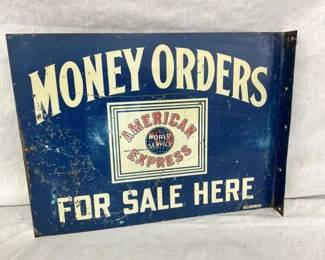 MONEY ORDERS
AMERICAN
WORLD
SERVICE
EXPRESS
FOR SALE HERE